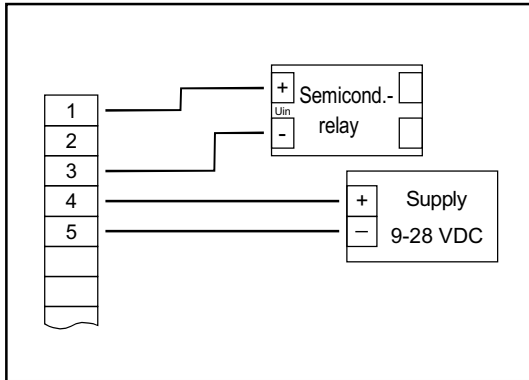 1
2
3
4
5
+
Uin
-
Semicond.-
relay
+
–
Supply
9-28 VDC